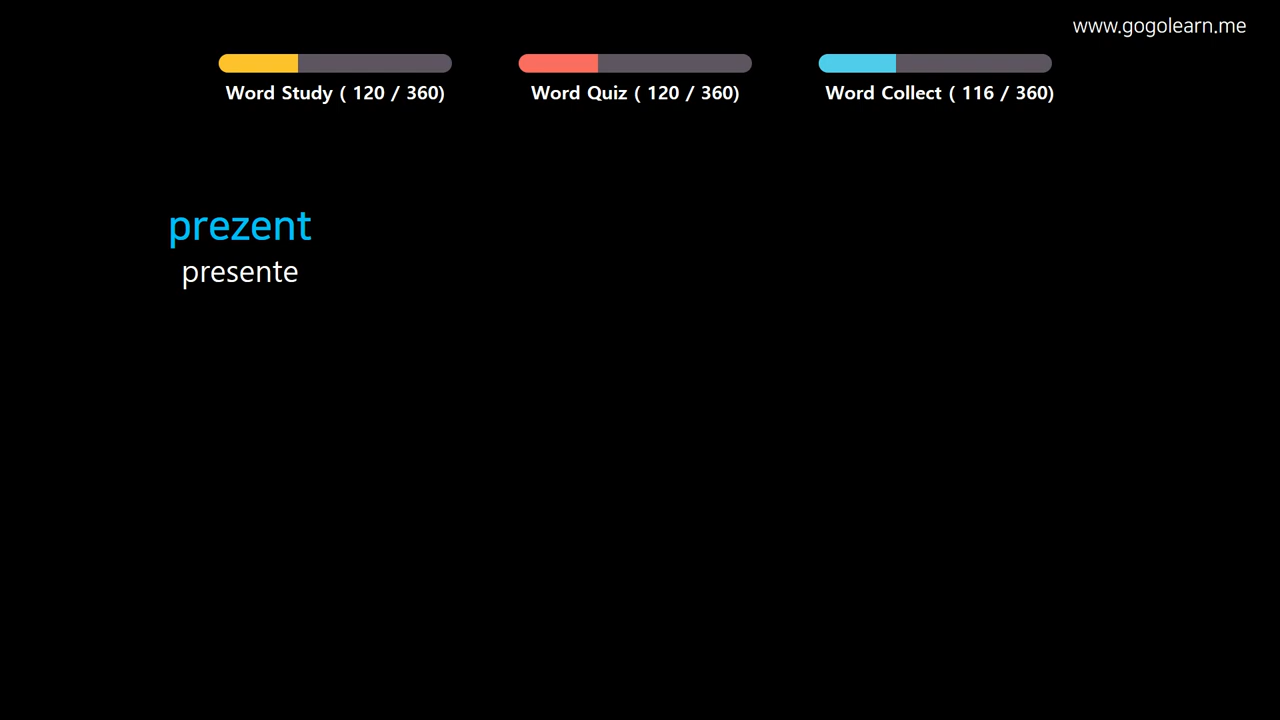 www.gogolearn.me
Word Study ( 120 / 360)
Word Quiz ( 120 / 360)
Word Collect ( 116 / 360)
prezent
presente